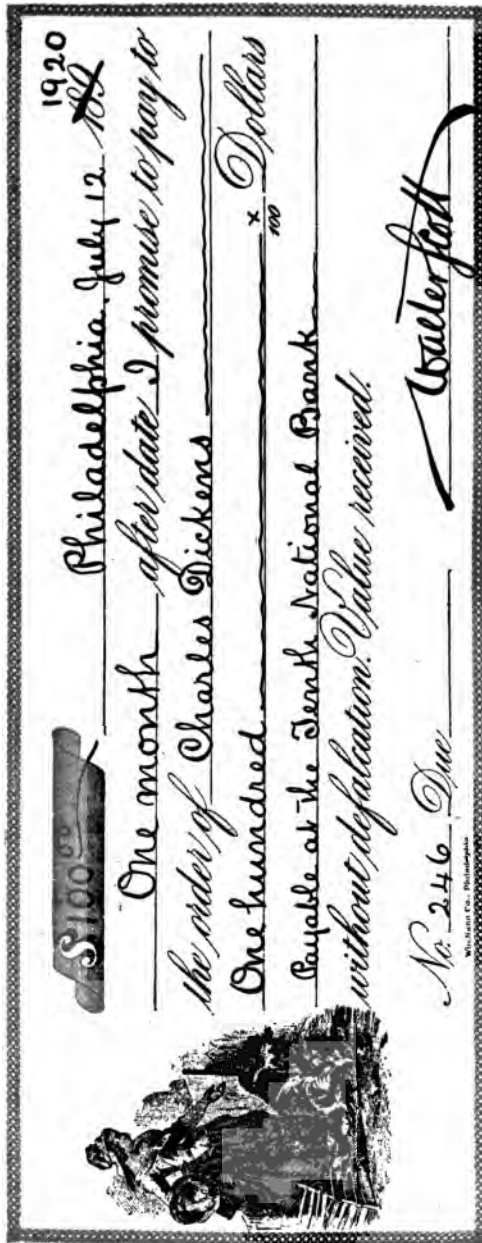 $100 00
Philadelphia, July 12 1920
One month after date I promise to pay to
the order of Charles Dickens
One hundred x/100 Dollars
Payable at the Tenth National Bank
without defalcation. Value received.
No. 246 Due Walter Scott
Wm. Mann Co., Philadelphia